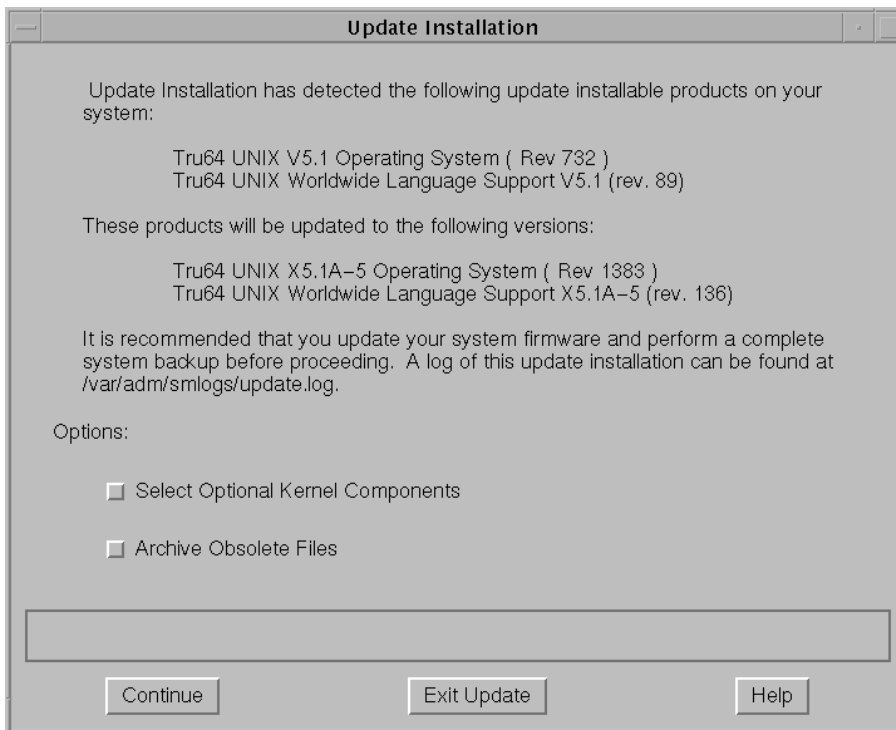 Update Installation
Update Installation has detected the following update installable products on your
system:
Tru64 UNIX V5.1 Operating System ( Rev 732 )
Tru64 UNIX Worldwide Language Support V5.1 (rev. 89)
These products will be updated to the following versions:
Tru64 UNIX X5.1A-5 Operating System ( Rev 1383 )
Tru64 UNIX Worldwide Language Support X5.1A-5 (rev. 136)
It is recommended that you update your system firmware and perform a complete
system backup before proceeding. A log of this update installation can be found at
/var/adm/smlogs/update.log.
Options:
Select Optional Kernel Components
Archive Obsolete Files
Continue Exit Update Help